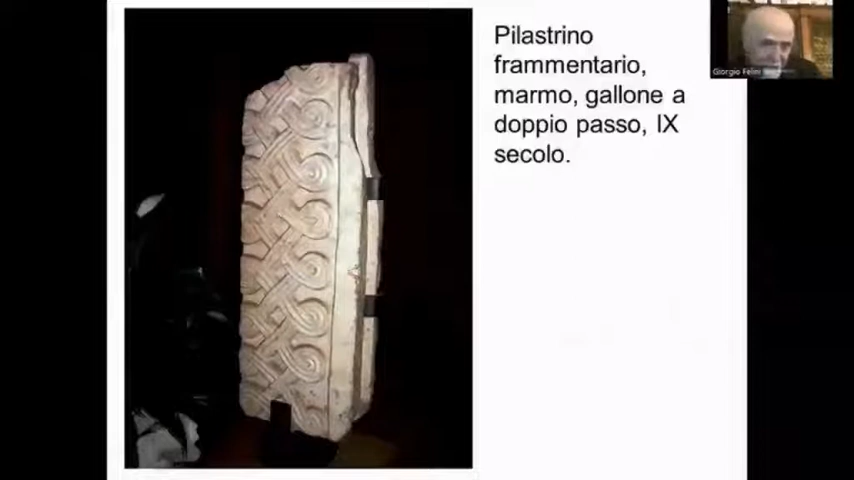 Pilastrino
frammentario,
marmo, gallone a
doppio passo, IX
secolo.
Giorgio Felini